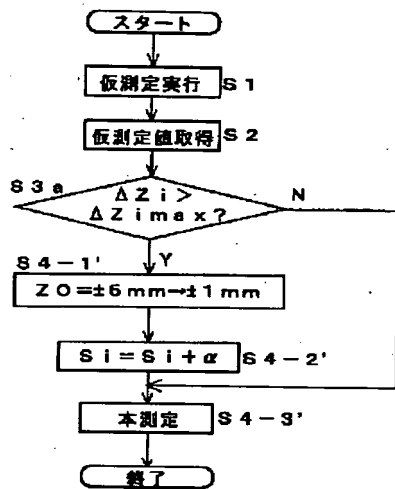 スタート
仮測定実行 S1
仮測定値取得 S2
S3a
ΔZi>
ΔZimax?
N
Y
S4-1'
ZO=±6mm→±1mm
Si=Si+α S4-2'
本測定 S4-3'
終了